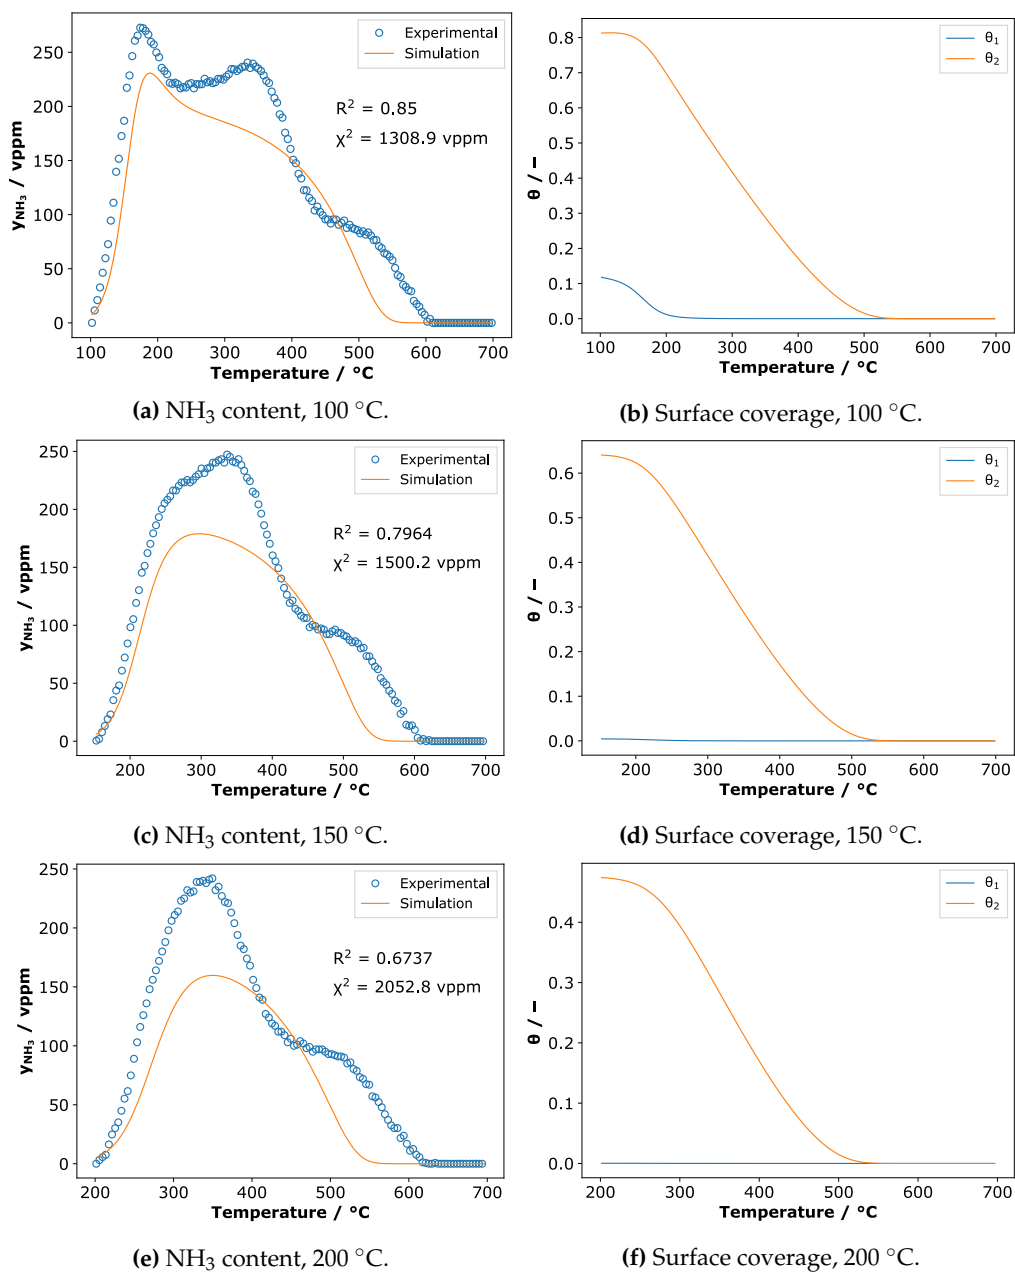 Experimental
Simulation
R² = 0.85
χ² = 1308.9 vppm
yNH₃ / vppm
250
200
150
100
50
0
100 200 300 400 500 600 700
Temperature / °C
(a) NH₃ content, 100 °C.
θ₁
θ₂
θ / −
0.8
0.7
0.6
0.5
0.4
0.3
0.2
0.1
0.0
100 200 300 400 500 600 700
Temperature / °C
(b) Surface coverage, 100 °C.
Experimental
Simulation
R² = 0.7964
χ² = 1500.2 vppm
yNH₃ / vppm
250
200
150
100
50
0
200 300 400 500 600 700
Temperature / °C
(c) NH₃ content, 150 °C.
θ₁
θ₂
θ / −
0.6
0.5
0.4
0.3
0.2
0.1
0.0
200 300 400 500 600 700
Temperature / °C
(d) Surface coverage, 150 °C.
Experimental
Simulation
R² = 0.6737
χ² = 2052.8 vppm
yNH₃ / vppm
250
200
150
100
50
0
200 300 400 500 600 700
Temperature / °C
(e) NH₃ content, 200 °C.
θ₁
θ₂
θ / −
0.4
0.3
0.2
0.1
0.0
200 300 400 500 600 700
Temperature / °C
(f) Surface coverage, 200 °C.